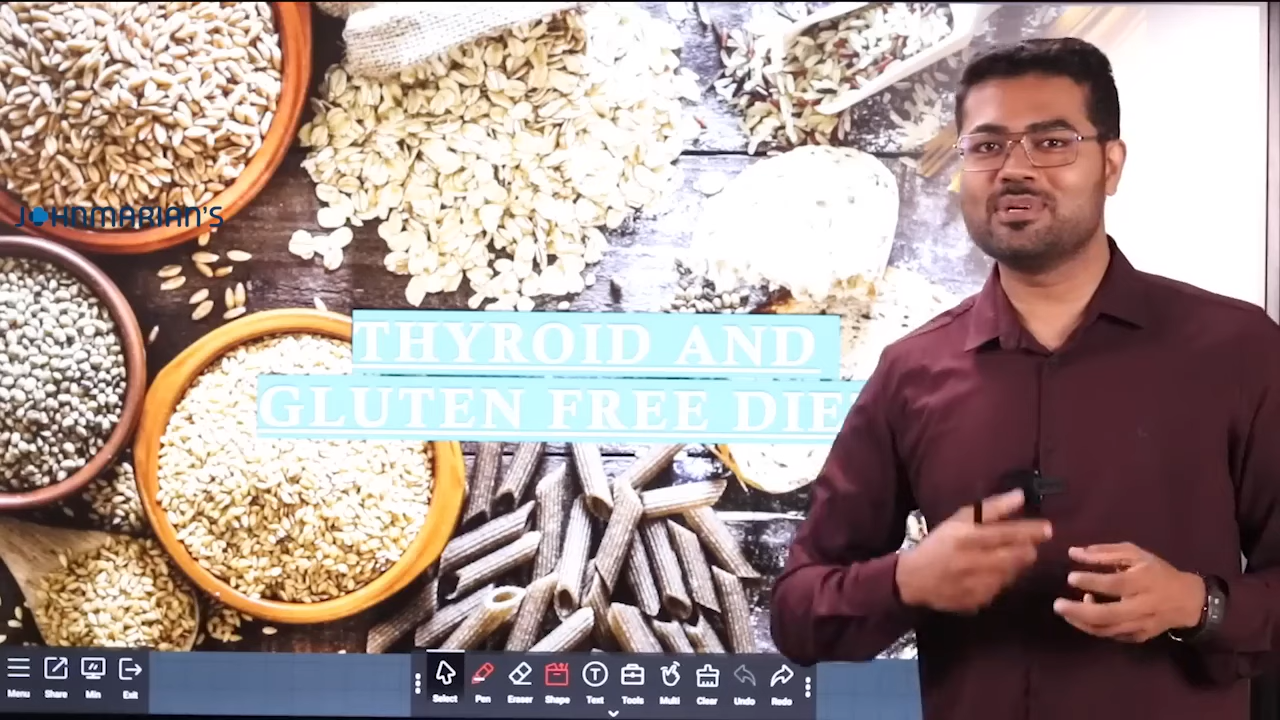 JOHNMARIAN'S
THYROID AND
GLUTEN FREE DIE
Menu Share Min Exit
Select Pen Eraser Shape Text Tools Multi Clear Undo Redo